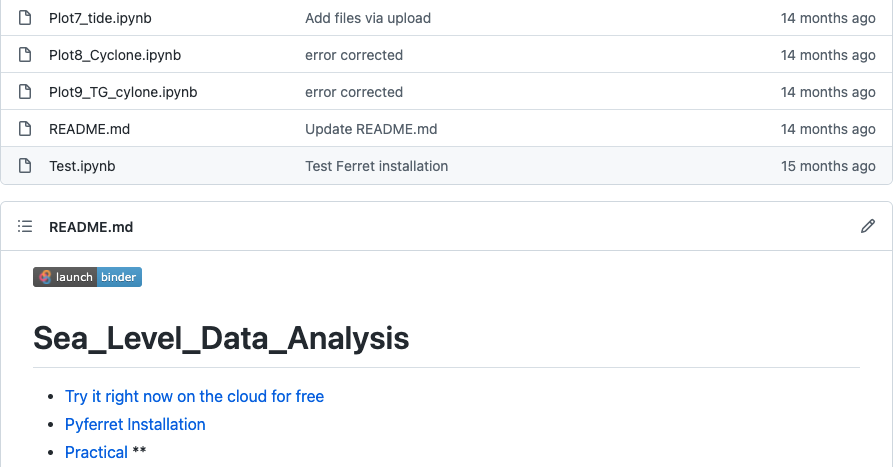 Plot7_tide.ipynb Add files via upload 14 months ago
Plot8_Cyclone.ipynb error corrected 14 months ago
Plot9_TG_cylone.ipynb error corrected 14 months ago
README.md Update README.md 14 months ago
Test.ipynb Test Ferret installation 15 months ago
README.md
launch binder
Sea_Level_Data_Analysis
• Try it right now on the cloud for free
• Pyferret Installation
• Practical **